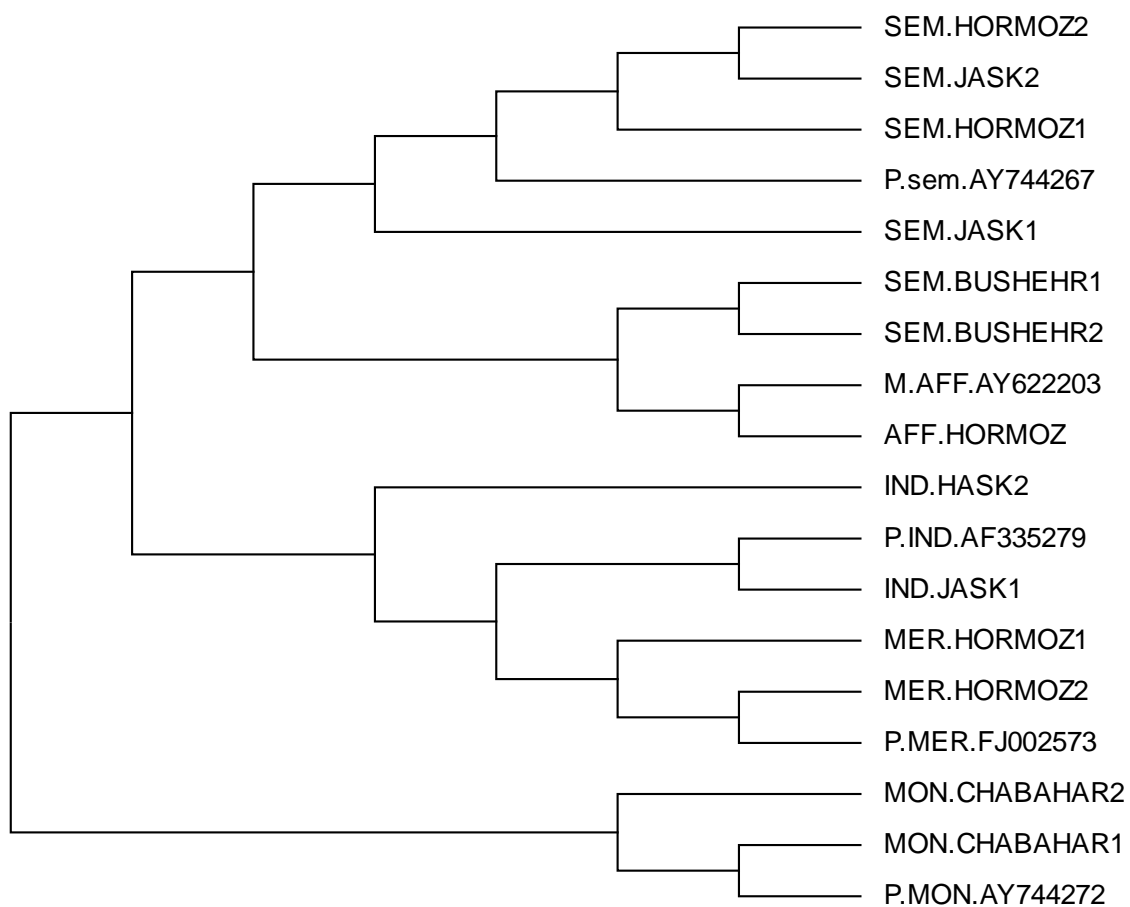 SEM.HORMOZ2
SEM.JASK2
SEM.HORMOZ1
P.sem.AY744267
SEM.JASK1
SEM.BUSHEHR1
SEM.BUSHEHR2
M.AFF.AY622203
AFF.HORMOZ
IND.HASK2
P.IND.AF335279
IND.JASK1
MER.HORMOZ1
MER.HORMOZ2
P.MER.FJ002573
MON.CHABAHAR2
MON.CHABAHAR1
P.MON.AY744272